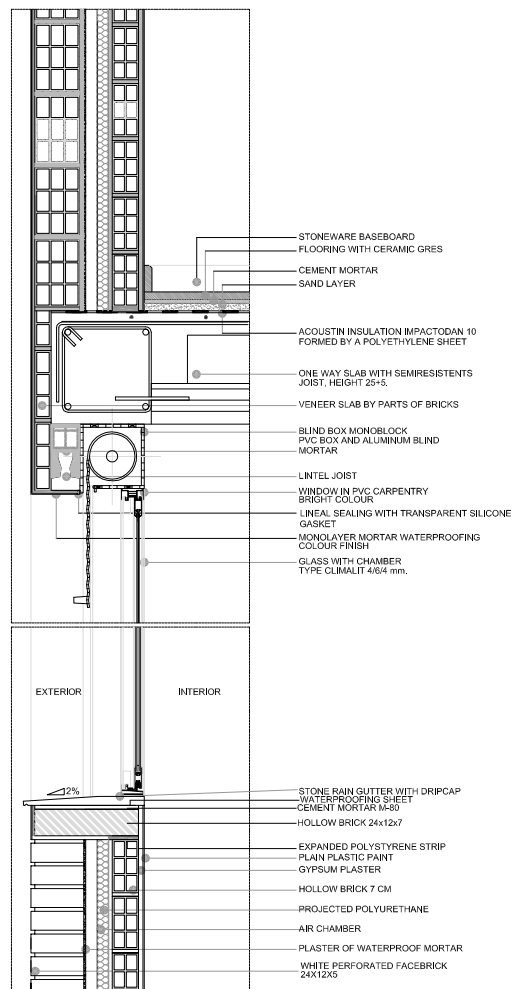 STONEWARE BASEBOARD
FLOORING WITH CERAMIC GRES
CEMENT MORTAR
SAND LAYER
ACOUSTIN INSULATION IMPACTODAN 10
FORMED BY A POLYETHYLENE SHEET
ONE WAY SLAB WITH SEMIRESISTENTS
JOIST, HEIGHT 25+5.
VENEER SLAB BY PARTS OF BRICKS
BLIND BOX MONOBLOCK
PVC BOX AND ALUMINUM BLIND
MORTAR
LINTEL JOIST
WINDOW IN PVC CARPENTRY
BRIGHT COLOUR
LINEAL SEALING WITH TRANSPARENT SILICONE
GASKET
MONOLAYER MORTAR WATERPROOFING
COLOUR FINISH
GLASS WITH CHAMBER
TYPE CLIMALIT 4/6/4 mm.
EXTERIOR
INTERIOR
2%
STONE RAIN GUTTER WITH DRIPCAP
WATERPROOFING SHEET
CEMENT MORTAR M-80
HOLLOW BRICK 24x12x7
EXPANDED POLYSTYRENE STRIP
PLAIN PLASTIC PAINT
GYPSUM PLASTER
HOLLOW BRICK 7 CM
PROJECTED POLYURETHANE
AIR CHAMBER
PLASTER OF WATERPROOF MORTAR
WHITE PERFORATED FACEBRICK
24X12X5